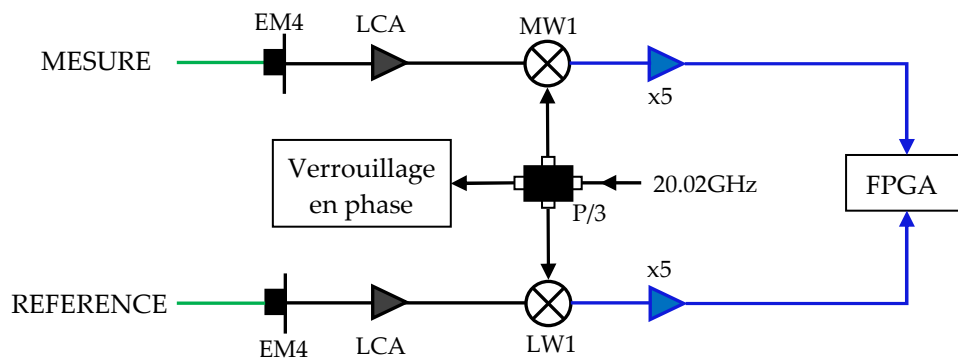 EM4
LCA
MW1
MESURE
x5
Verrouillage
en phase
20.02GHz
P/3
FPGA
x5
REFERENCE
EM4
LCA
LW1